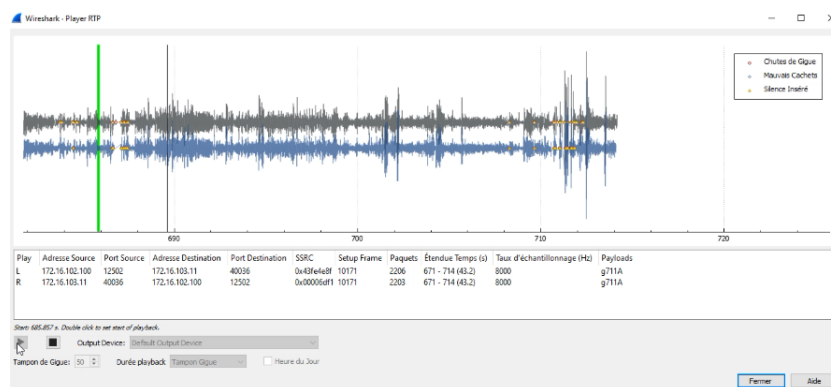 Wireshark - Player RTP
Chutes de Gigue
Mauvais Cachets
Silence Inséré
690 700 710 720
Play Adresse Source Port Source Adresse Destination Port Destination SSRC Setup Frame Paquets Étendue Temps (s) Taux d'échantillonnage (Hz) Payloads
L 172.16.102.100 12502 172.16.103.11 40036 0x43fe4e8f 10171 2206 671 - 714 (43.2) 8000 g711A
R 172.16.103.11 40036 172.16.102.100 12502 0x00006df1 10171 2203 671 - 714 (43.2) 8000 g711A
Start: 685.857 s. Double click to set start of playback.
Output Device: Default Output Device
Tampon de Gigue: 50 Durée playback Tampon Gigue Heure du Jour
Fermer Aide